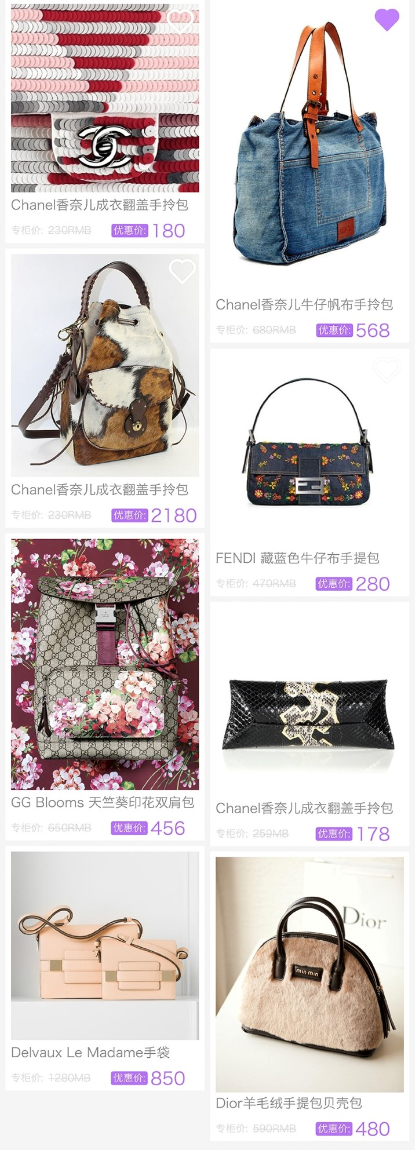 Chanel香奈儿成衣翻盖手拎包
专柜价: 230RMB 优惠价: 180
Chanel香奈儿成衣翻盖手拎包
专柜价: 230RMB 优惠价: 2180
GG Blooms 天竺葵印花双肩包
专柜价: 550RMB 优惠价: 456
Delvaux Le Madame手袋
专柜价: 1280RMB 优惠价: 850
Chanel香奈儿牛仔帆布手拎包
专柜价: 680RMB 优惠价: 568
FENDI 藏蓝色牛仔布手提包
专柜价: 470RMB 优惠价: 280
Chanel香奈儿成衣翻盖手拎包
专柜价: 259RMB 优惠价: 178
Dior
miu miu
Dior羊毛绒手提包贝壳包
专柜价: 590RMB 优惠价: 480